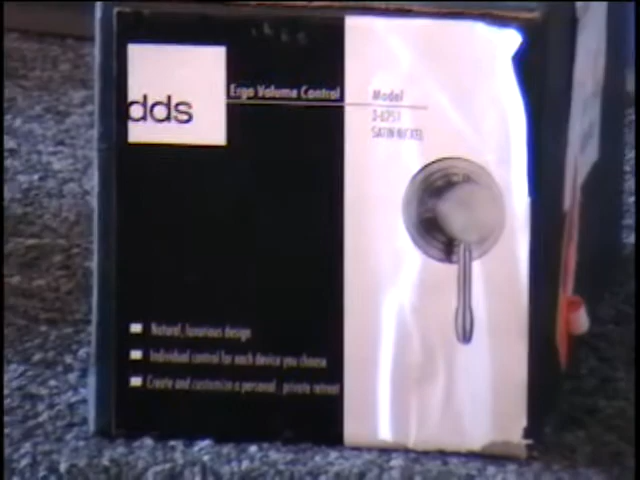 dds
Ergo Volume Control
Model
SATIN NICKEL
Natural, luxurious design
Individual control for each device you choose
Create and customize a personal, private retreat